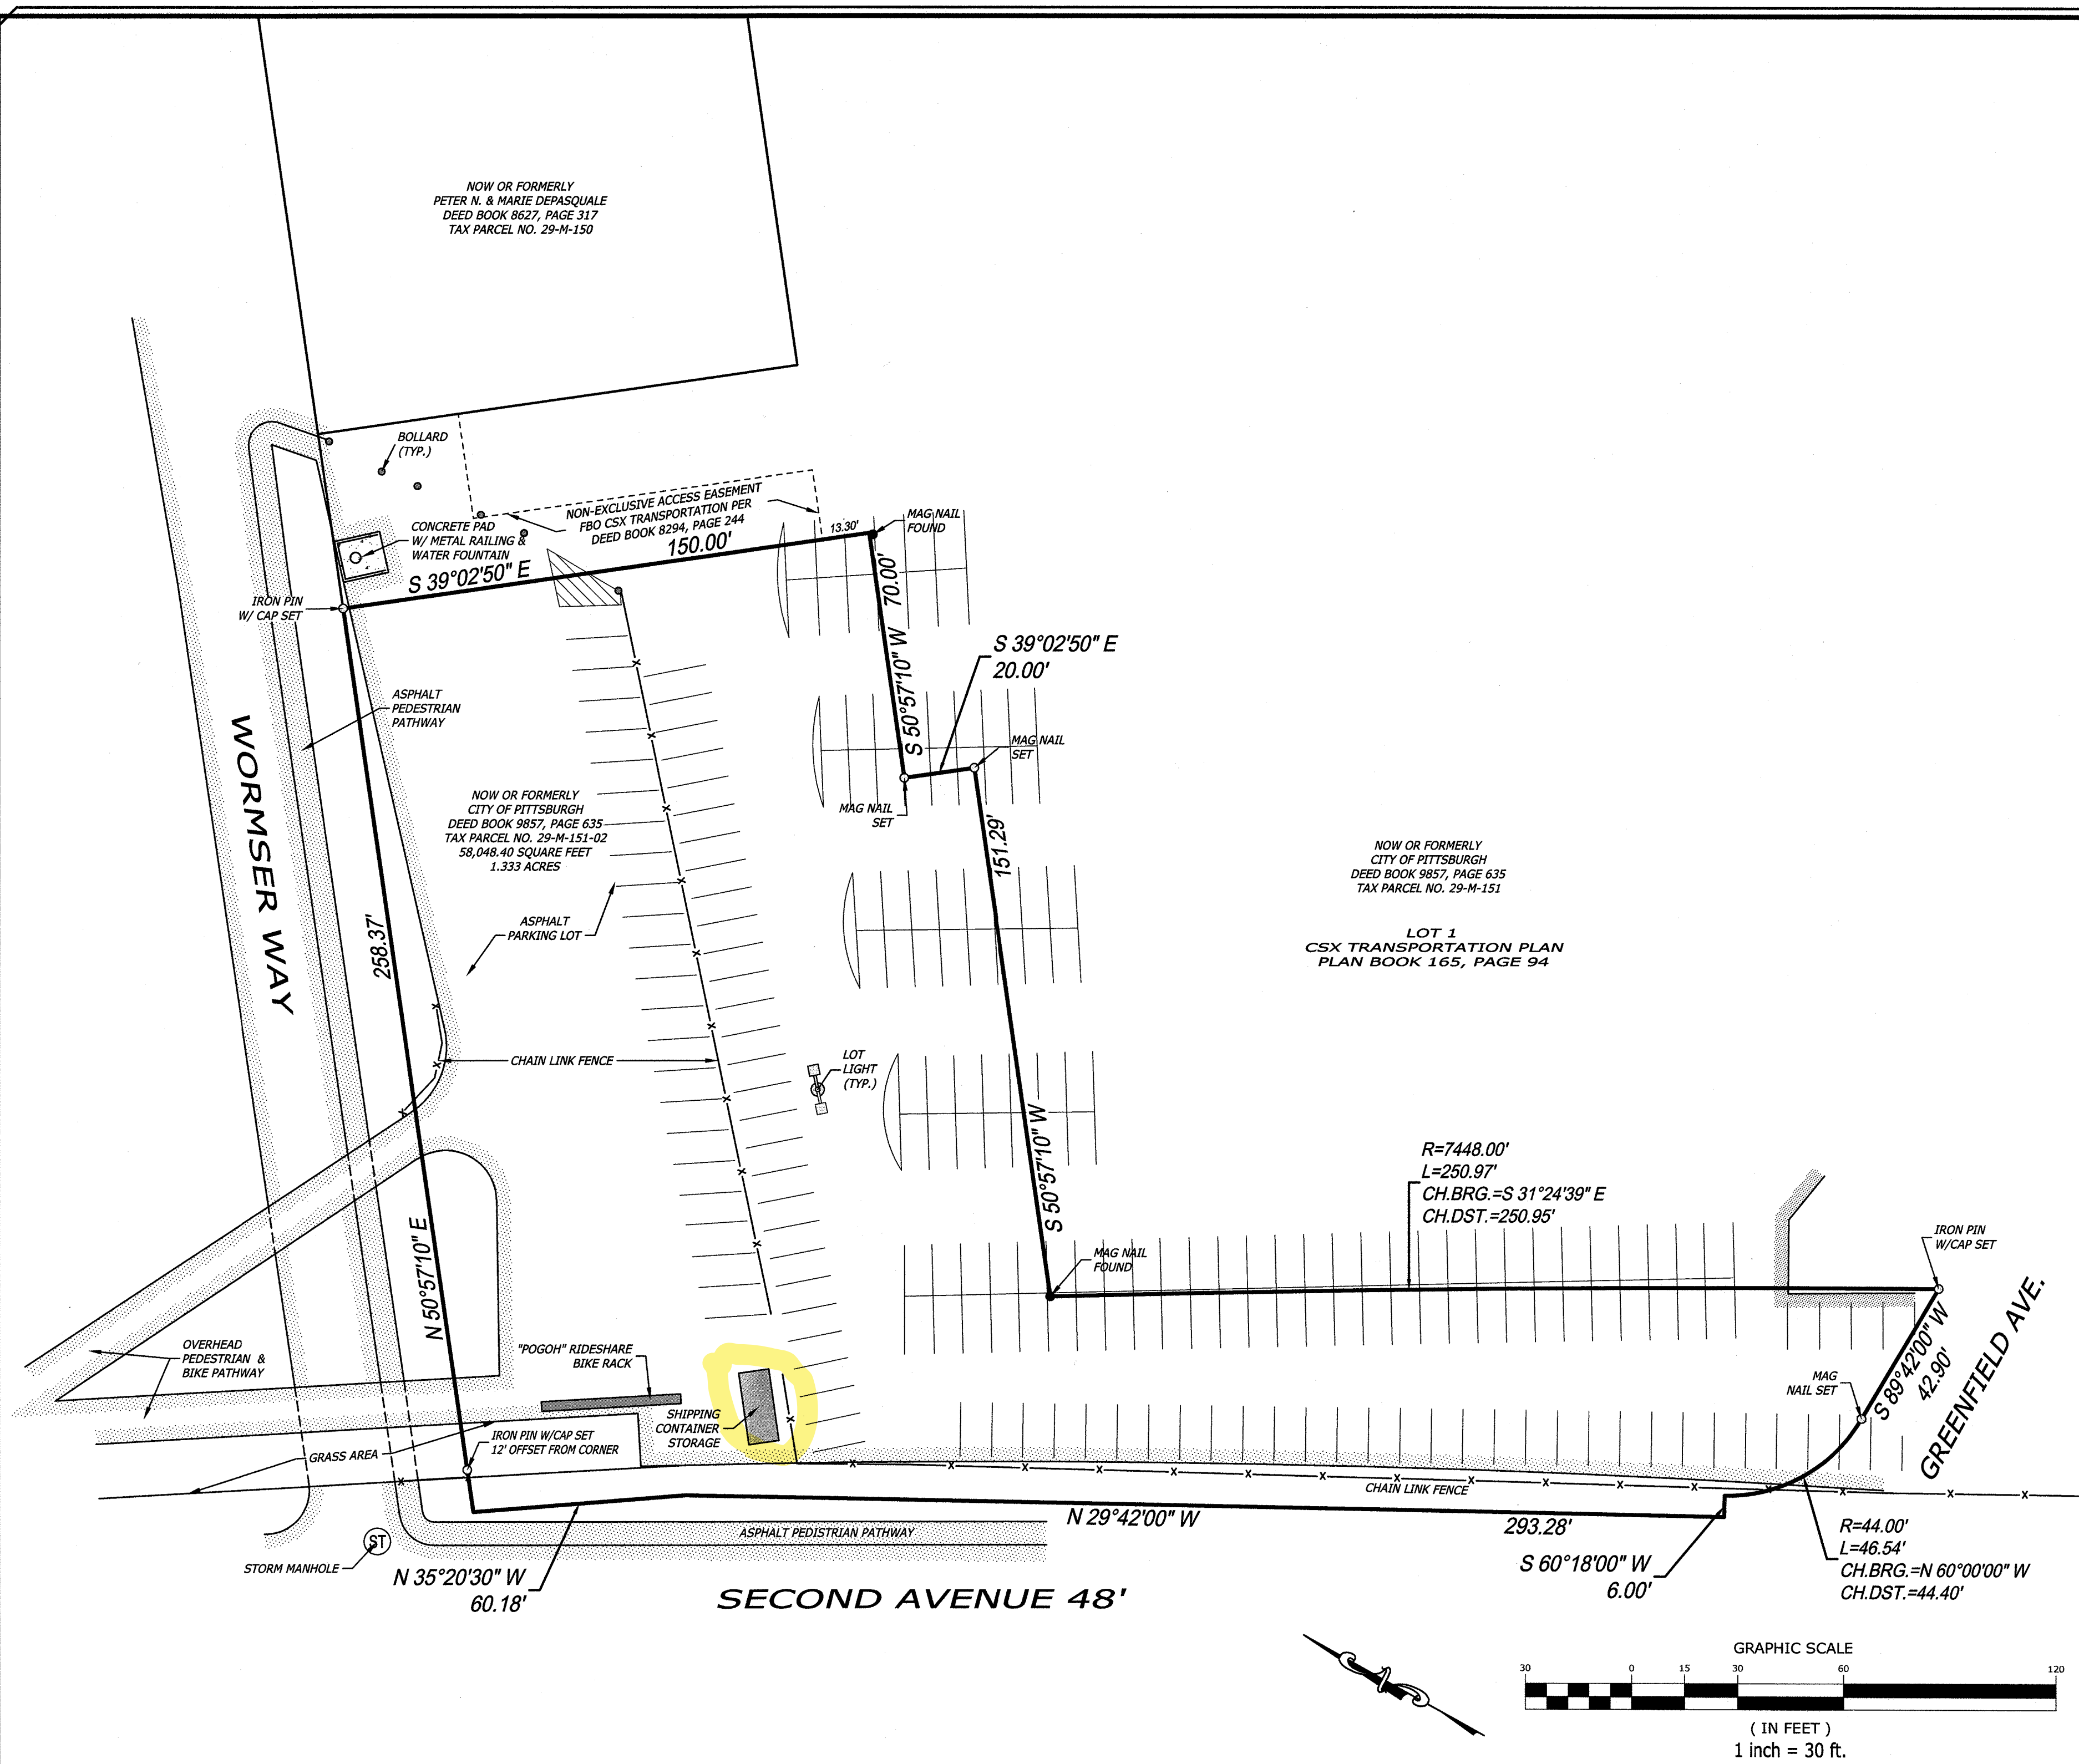 NOW OR FORMERLY
PETER N. & MARIE DEPASQUALE
DEED BOOK 8627, PAGE 317
TAX PARCEL NO. 29-M-150
BOLLARD
(TYP.)
NON-EXCLUSIVE ACCESS EASEMENT
FBO CSX TRANSPORTATION PER
DEED BOOK 8294, PAGE 244
CONCRETE PAD
W/ METAL RAILING &
WATER FOUNTAIN
13.30'
MAG NAIL
FOUND
S 39°02'50" E
150.00'
IRON PIN
W/ CAP SET
S 50°57'10" W
70.00'
S 39°02'50" E
20.00'
MAG NAIL
SET
MAG NAIL
SET
ASPHALT
PEDESTRIAN
PATHWAY
WORMSER WAY
NOW OR FORMERLY
CITY OF PITTSBURGH
DEED BOOK 9857, PAGE 635
TAX PARCEL NO. 29-M-151-02
58,048.40 SQUARE FEET
1.333 ACRES
ASPHALT
PARKING LOT
NOW OR FORMERLY
CITY OF PITTSBURGH
DEED BOOK 9857, PAGE 635
TAX PARCEL NO. 29-M-151
LOT 1
CSX TRANSPORTATION PLAN
PLAN BOOK 165, PAGE 94
N 50°57'10" E
258.37'
CHAIN LINK FENCE
LOT
LIGHT
(TYP.)
S 50°57'10" W
151.29'
R=7448.00'
L=250.97'
CH.BRG.=S 31°24'39" E
CH.DST.=250.95'
MAG NAIL
FOUND
IRON PIN
W/CAP SET
OVERHEAD
PEDESTRIAN &
BIKE PATHWAY
"POGOH" RIDESHARE
BIKE RACK
SHIPPING
CONTAINER
STORAGE
MAG
NAIL SET
S 89°42'00" W
42.90'
GREENFIELD AVE.
GRASS AREA
IRON PIN W/CAP SET
12' OFFSET FROM CORNER
CHAIN LINK FENCE
ASPHALT PEDISTRIAN PATHWAY
N 29°42'00" W
293.28'
ST
STORM MANHOLE
N 35°20'30" W
60.18'
SECOND AVENUE 48'
S 60°18'00" W
6.00'
R=44.00'
L=46.54'
CH.BRG.=N 60°00'00" W
CH.DST.=44.40'
GRAPHIC SCALE
30 0 15 30 60 120
( IN FEET )
1 inch = 30 ft.